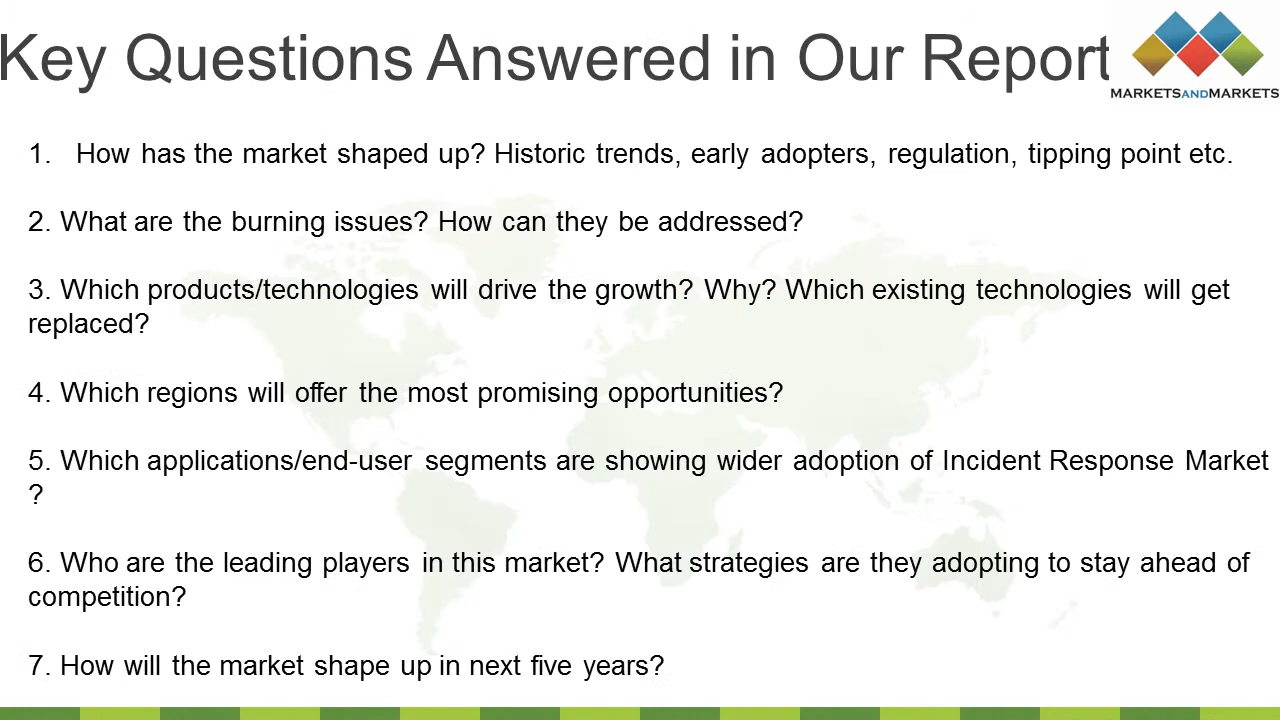 Key Questions Answered in Our Report
MARKETSANDMARKETS
1. How has the market shaped up? Historic trends, early adopters, regulation, tipping point etc.
2. What are the burning issues? How can they be addressed?
3. Which products/technologies will drive the growth? Why? Which existing technologies will get
replaced?
4. Which regions will offer the most promising opportunities?
5. Which applications/end-user segments are showing wider adoption of Incident Response Market
?
6. Who are the leading players in this market? What strategies are they adopting to stay ahead of
competition?
7. How will the market shape up in next five years?